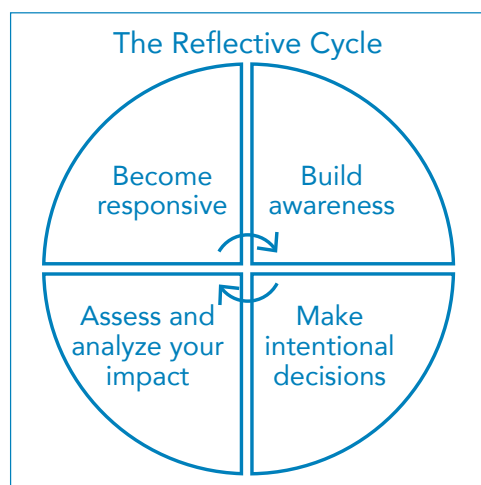 The Reflective Cycle
Become
responsive
Build
awareness
Assess and
analyze your
impact
Make
intentional
decisions